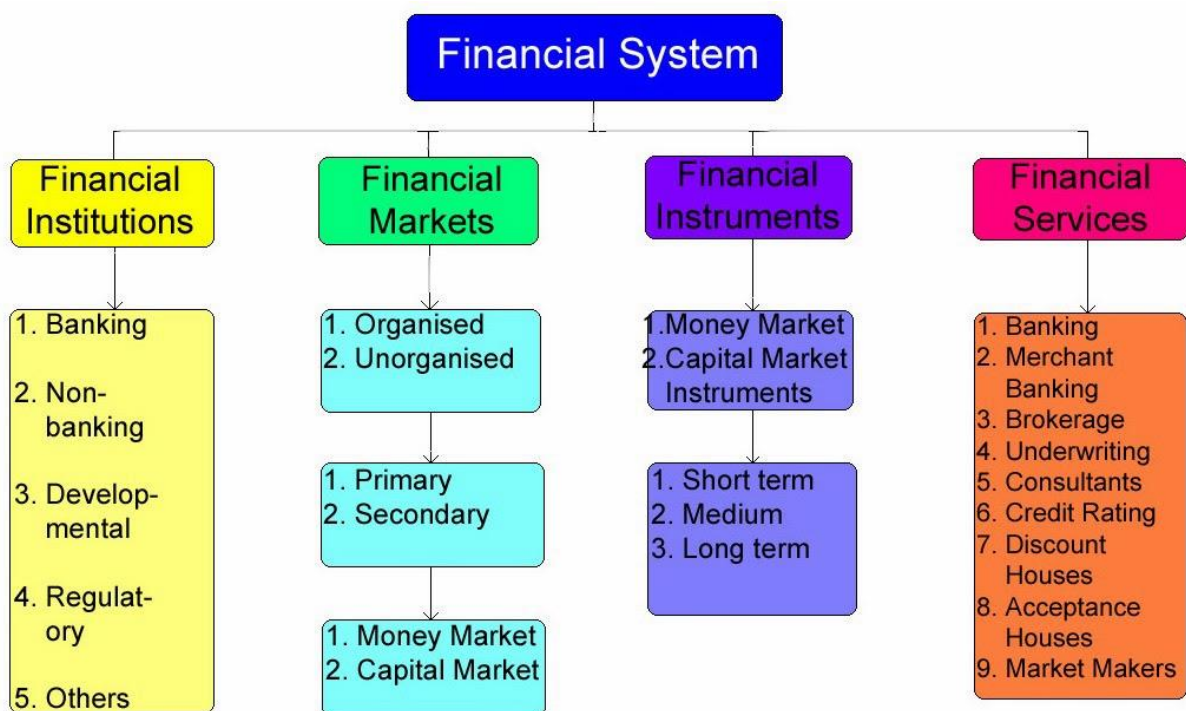 Financial System
Financial
Institutions
Financial
Markets
Financial
Instruments
Financial
Services
1. Banking
2. Non-
banking
3. Develop-
mental
4. Regulat-
ory
5. Others
1. Organised
2. Unorganised
1. Primary
2. Secondary
1. Money Market
2. Capital Market
1.Money Market
2.Capital Market
Instruments
1. Short term
2. Medium
3. Long term
1. Banking
2. Merchant
Banking
3. Brokerage
4. Underwriting
5. Consultants
6. Credit Rating
7. Discount
Houses
8. Acceptance
Houses
9. Market Makers